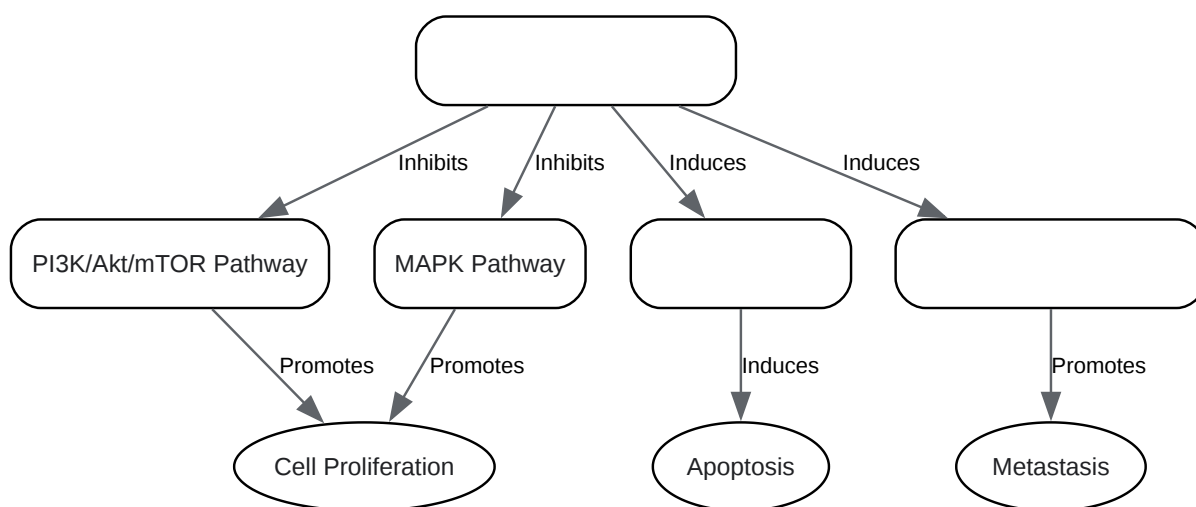 Inhibits
Inhibits
Induces
Induces
PI3K/Akt/mTOR Pathway
MAPK Pathway
Promotes
Promotes
Induces
Promotes
Cell Proliferation
Apoptosis
Metastasis